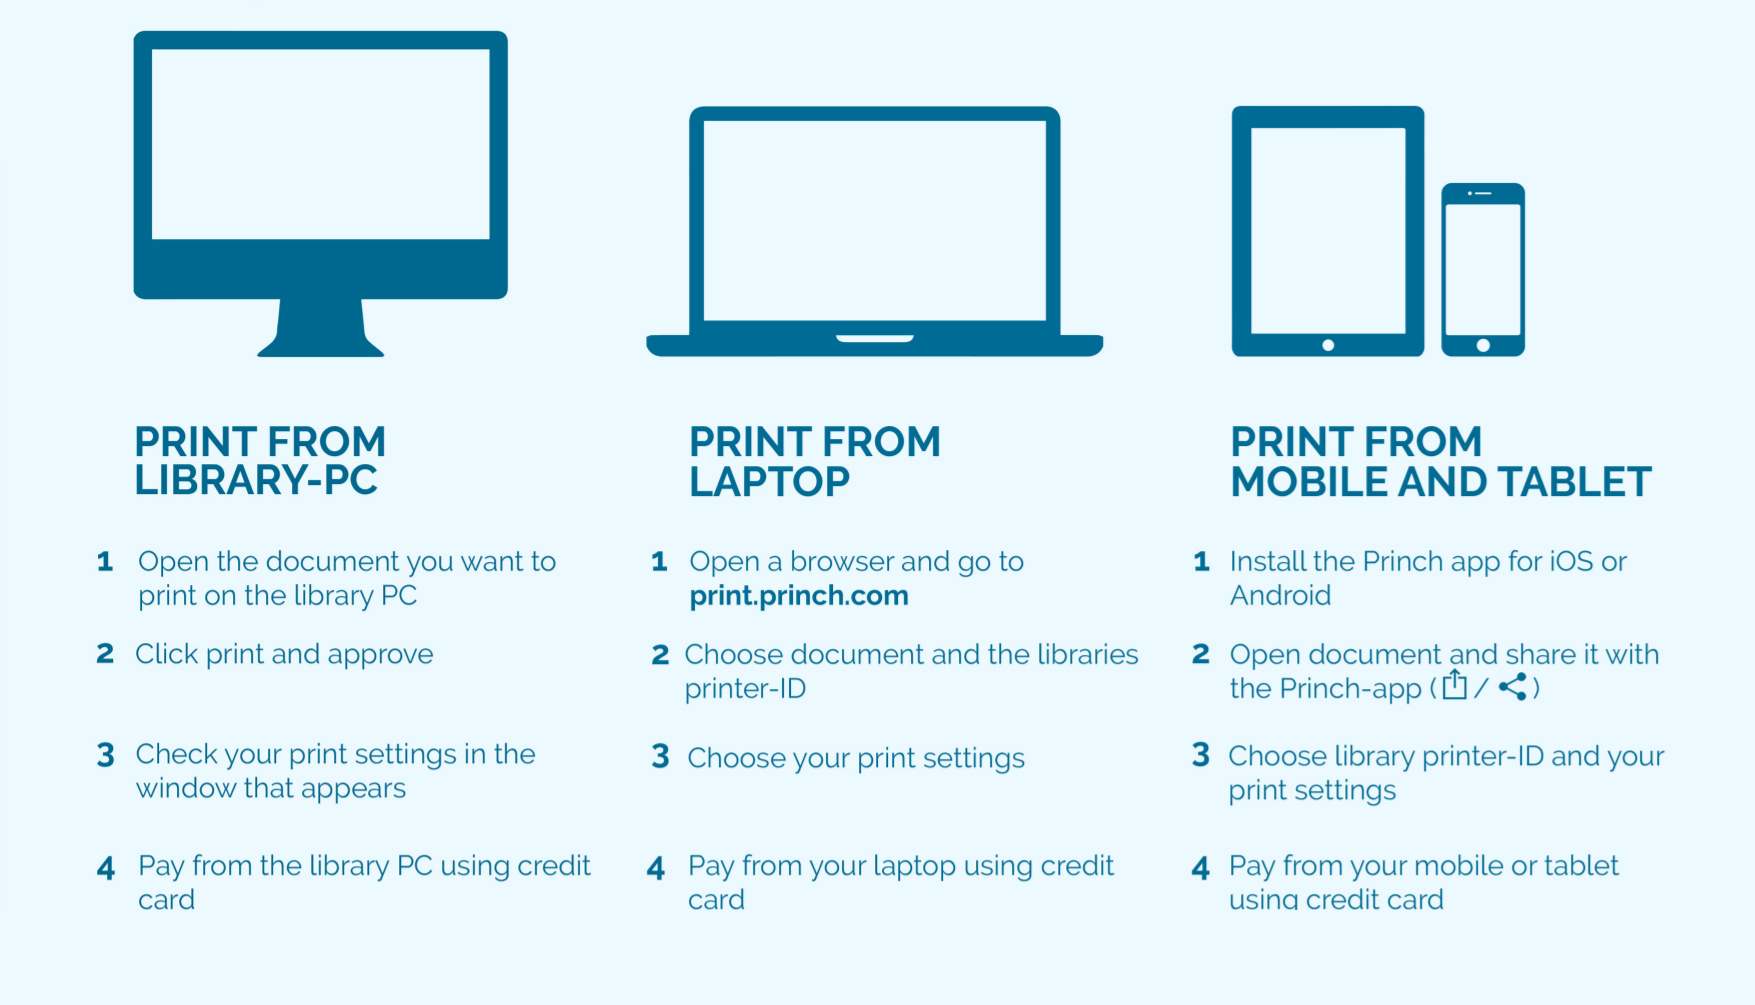 PRINT FROM
LIBRARY-PC
1 Open the document you want to
print on the library PC
2 Click print and approve
3 Check your print settings in the
window that appears
4 Pay from the library PC using credit
card
PRINT FROM
LAPTOP
1 Open a browser and go to
print.princh.com
2 Choose document and the libraries
printer-ID
3 Choose your print settings
4 Pay from your laptop using credit
card
PRINT FROM
MOBILE AND TABLET
1 Install the Princh app for iOS or
Android
2 Open document and share it with
the Princh-app ( / )
3 Choose library printer-ID and your
print settings
4 Pay from your mobile or tablet
using credit card